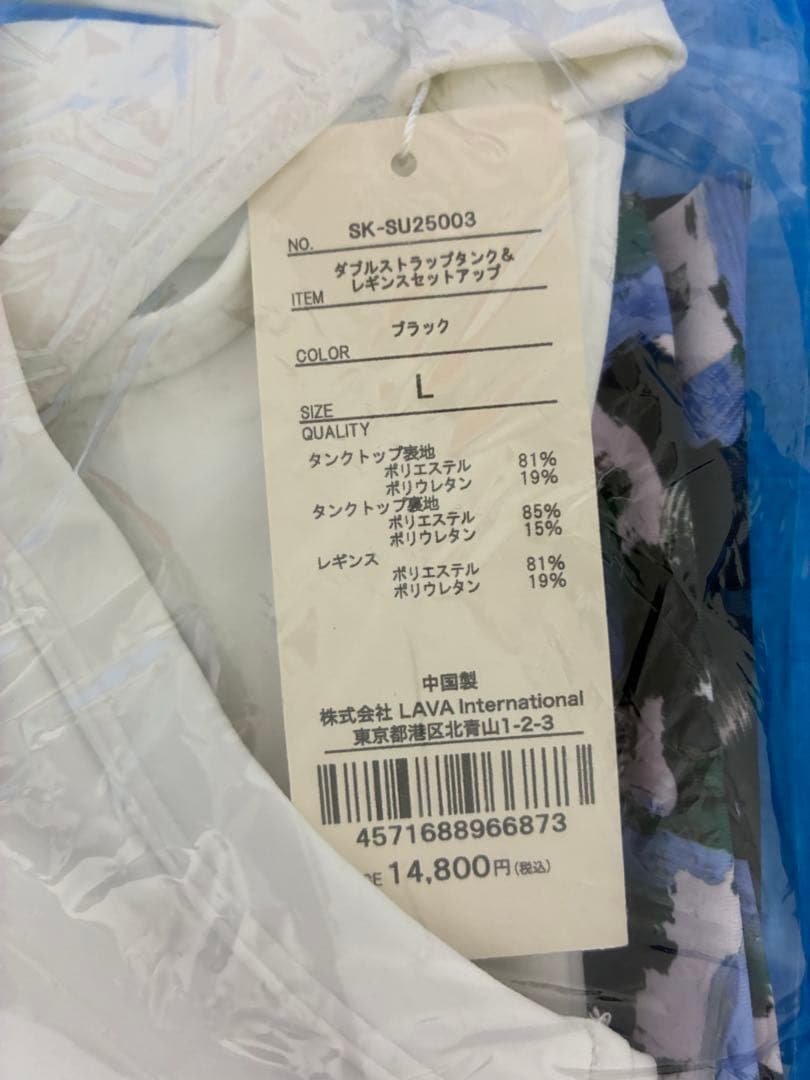 NO. SK-SU25003
ITEM ダブルストラップタンク&
レギンスセットアップ
COLOR ブラック
SIZE L
QUALITY
タンクトップ表地
ポリエステル 81%
ポリウレタン 19%
タンクトップ裏地
ポリエステル 85%
ポリウレタン 15%
レギンス
ポリエステル 81%
ポリウレタン 19%
中国製
株式会社 LAVA International
東京都港区北青山1-2-3
4571688966873
14,800円(税込)